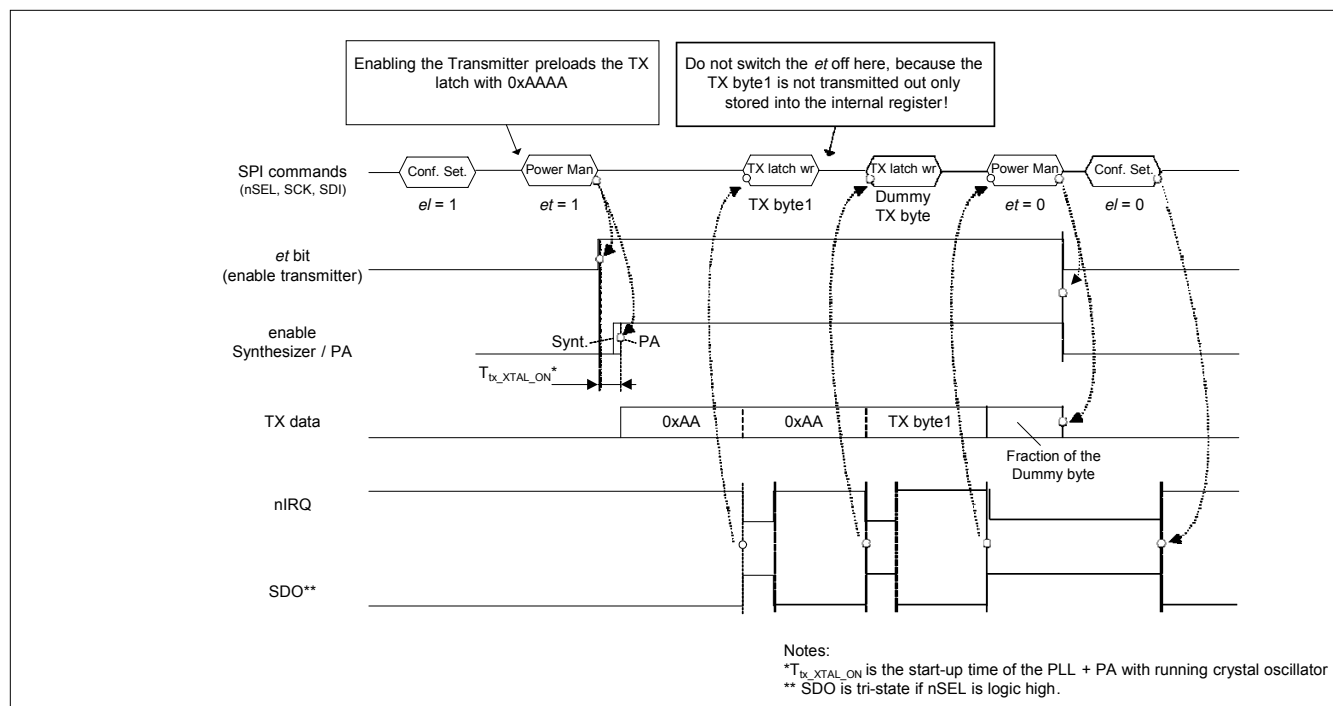 Enabling the Transmitter preloads the TX
latch with 0xAAAA
Do not switch the et off here, because the
TX byte1 is not transmitted out only
stored into the internal register!
SPI commands
(nSEL, SCK, SDI)
Conf. Set.
Power Man
TX latch wr
TX latch wr
Power Man
Conf. Set.
el = 1
et = 1
TX byte1
Dummy
TX byte
et = 0
el = 0
et bit
(enable transmitter)
enable
Synthesizer / PA
Synt.
PA
Ttx_XTAL_ON*
TX data
0xAA
0xAA
TX byte1
Fraction of the
Dummy byte
nIRQ
SDO**
Notes:
*Ttx_XTAL_ON is the start-up time of the PLL + PA with running crystal oscillator
** SDO is tri-state if nSEL is logic high.